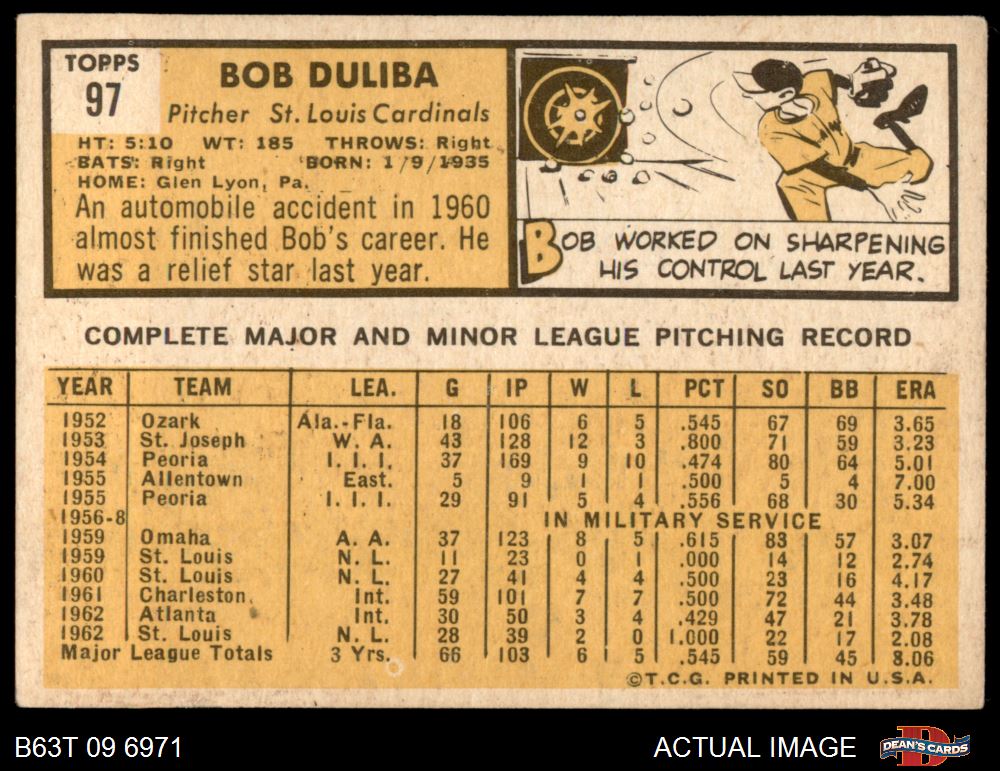 TOPPS
97
BOB DULIBA
Pitcher St. Louis Cardinals
HT: 5:10 WT: 185 THROWS: Right
BATS: Right BORN: 1/9/1935
HOME: Glen Lyon, Pa.
An automobile accident in 1960
almost finished Bob's career. He
was a relief star last year.
BOB WORKED ON SHARPENING
HIS CONTROL LAST YEAR.
COMPLETE MAJOR AND MINOR LEAGUE PITCHING RECORD
YEAR TEAM LEA. G IP W L PCT SO BB ERA
1952 Ozark Ala.-Fla. 18 106 6 5 .545 67 69 3.65
1953 St. Joseph W. A. 43 128 12 3 .800 71 59 3.23
1954 Peoria I. I. I. 37 169 9 10 .474 80 64 5.01
1955 Allentown East. 5 9 1 1 .500 5 4 7.00
1955 Peoria I. I. I. 29 91 5 4 .556 68 30 5.34
1956-8 IN MILITARY SERVICE
1959 Omaha A. A. 37 123 8 5 .615 83 57 3.07
1959 St. Louis N. L. 11 23 0 1 .000 14 12 2.74
1960 St. Louis N. L. 27 41 4 4 .500 23 16 4.17
1961 Charleston Int. 59 101 7 7 .500 72 44 3.48
1962 Atlanta Int. 30 50 3 4 .429 47 21 3.78
1962 St. Louis N. L. 28 39 2 0 1.000 22 17 2.08
Major League Totals 3 Yrs. 66 103 6 5 .545 59 45 8.06
©T.C.G. PRINTED IN U.S.A.
B63T 09 6971 ACTUAL IMAGE DEAN'S CARDS